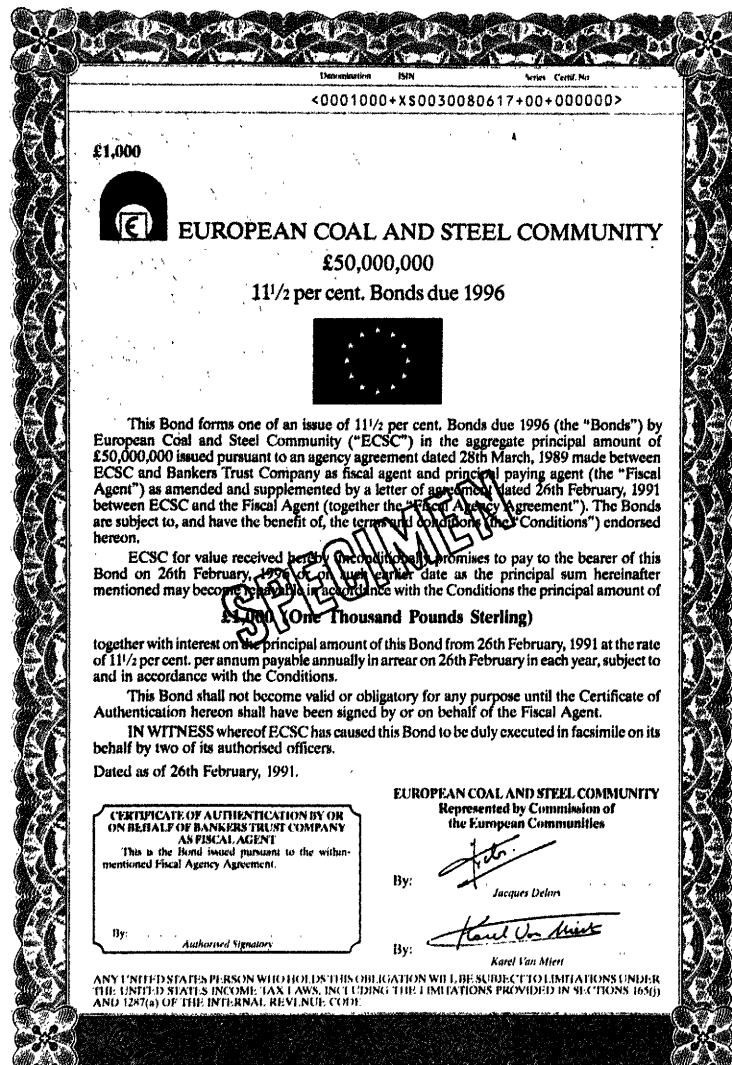 Denomination ISIN Series Certif. No
<0001000+XS0030080617+00+000000>
£1,000
EUROPEAN COAL AND STEEL COMMUNITY
£50,000,000
11 1/2 per cent. Bonds due 1996
This Bond forms one of an issue of 11 1/2 per cent. Bonds due 1996 (the "Bonds") by
European Coal and Steel Community ("ECSC") in the aggregate principal amount of
£50,000,000 issued pursuant to an agency agreement dated 28th March, 1989 made between
ECSC and Bankers Trust Company as fiscal agent and principal paying agent (the "Fiscal
Agent") as amended and supplemented by a letter of agreement dated 26th February, 1991
between ECSC and the Fiscal Agent (together the "Fiscal Agency Agreement"). The Bonds
are subject to, and have the benefit of, the terms and conditions (the "Conditions") endorsed
hereon.
ECSC for value received hereby unconditionally promises to pay to the bearer of this
Bond on 26th February, 1996 or on such earlier date as the principal sum hereinafter
mentioned may become repayable in accordance with the Conditions the principal amount of
£1,000 (One Thousand Pounds Sterling)
SPECIMEN
together with interest on the principal amount of this Bond from 26th February, 1991 at the rate
of 11 1/2 per cent. per annum payable annually in arrear on 26th February in each year, subject to
and in accordance with the Conditions.
This Bond shall not become valid or obligatory for any purpose until the Certificate of
Authentication hereon shall have been signed by or on behalf of the Fiscal Agent.
IN WITNESS whereof ECSC has caused this Bond to be duly executed in facsimile on its
behalf by two of its authorised officers.
Dated as of 26th February, 1991.
CERTIFICATE OF AUTHENTICATION BY OR
ON BEHALF OF BANKERS TRUST COMPANY
AS FISCAL AGENT
This is the Bond issued pursuant to the within-
mentioned Fiscal Agency Agreement.
By:
Authorised Signatory
EUROPEAN COAL AND STEEL COMMUNITY
Represented by Commission of
the European Communities
By:
Jacques Delors
By: Karel Van Miert
Karel Van Miert
ANY UNITED STATES PERSON WHO HOLDS THIS OBLIGATION WILL BE SUBJECT TO LIMITATIONS UNDER
THE UNITED STATES INCOME TAX LAWS, INCLUDING THE LIMITATIONS PROVIDED IN SECTIONS 165(j)
AND 1287(a) OF THE INTERNAL REVENUE CODE